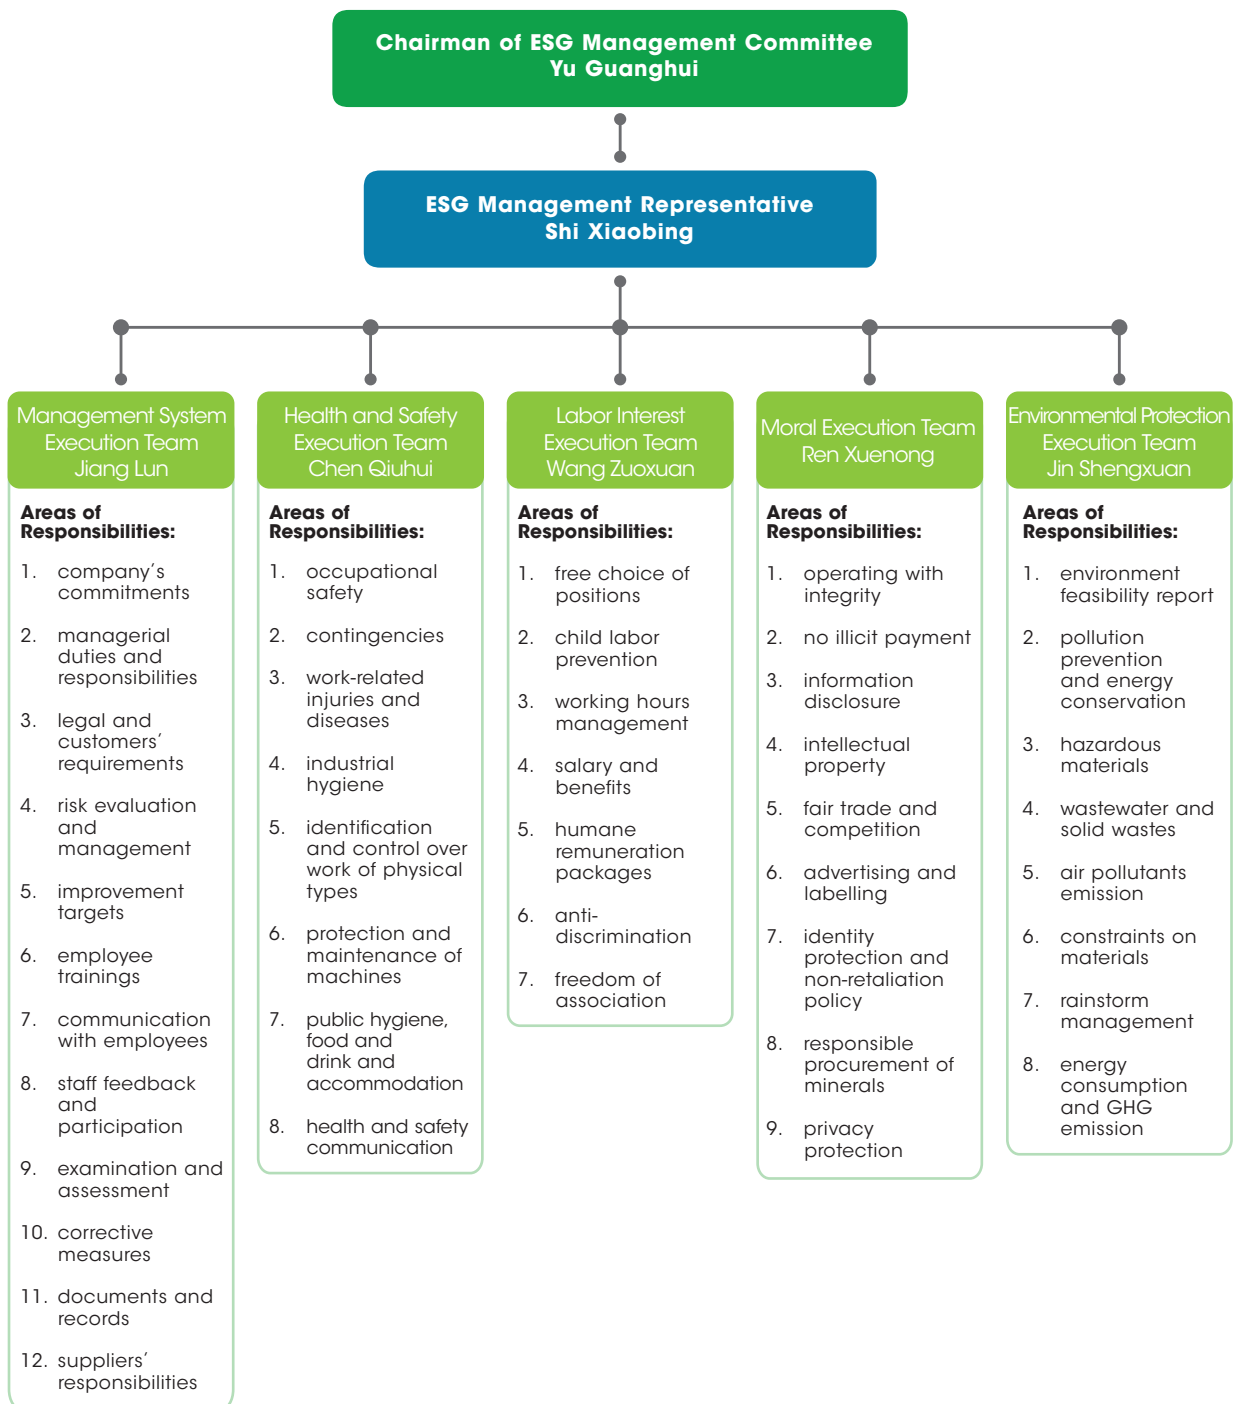 Chairman of ESG Management Committee
Yu Guanghui
ESG Management Representative
Shi Xiaobing
Management System
Execution Team
Jiang Lun
Areas of
Responsibilities:
1. company's
commitments
2. managerial
duties and
responsibilities
3. legal and
customers'
requirements
4. risk evaluation
and
management
5. improvement
targets
6. employee
trainings
7. communication
with employees
8. staff feedback
and
participation
9. examination and
assessment
10. corrective
measures
11. documents and
records
12. suppliers'
responsibilities
Health and Safety
Execution Team
Chen Qiuhui
Areas of
Responsibilities:
1. occupational
safety
2. contingencies
3. work-related
injuries and
diseases
4. industrial
hygiene
5. identification
and control over
work of physical
types
6. protection and
maintenance of
machines
7. public hygiene,
food and
drink and
accommodation
8. health and safety
communication
Labor Interest
Execution Team
Wang Zuoxuan
Areas of
Responsibilities:
1. free choice of
positions
2. child labor
prevention
3. working hours
management
4. salary and
benefits
5. humane
remuneration
packages
6. anti-
discrimination
7. freedom of
association
Moral Execution Team
Ren Xuenong
Areas of
Responsibilities:
1. operating with
integrity
2. no illicit payment
3. information
disclosure
4. intellectual
property
5. fair trade and
competition
6. advertising and
labelling
7. identity
protection and
non-retaliation
policy
8. responsible
procurement of
minerals
9. privacy
protection
Environmental Protection
Execution Team
Jin Shengxuan
Areas of
Responsibilities:
1. environment
feasibility report
2. pollution
prevention
and energy
conservation
3. hazardous
materials
4. wastewater and
solid wastes
5. air pollutants
emission
6. constraints on
materials
7. rainstorm
management
8. energy
consumption
and GHG
emission